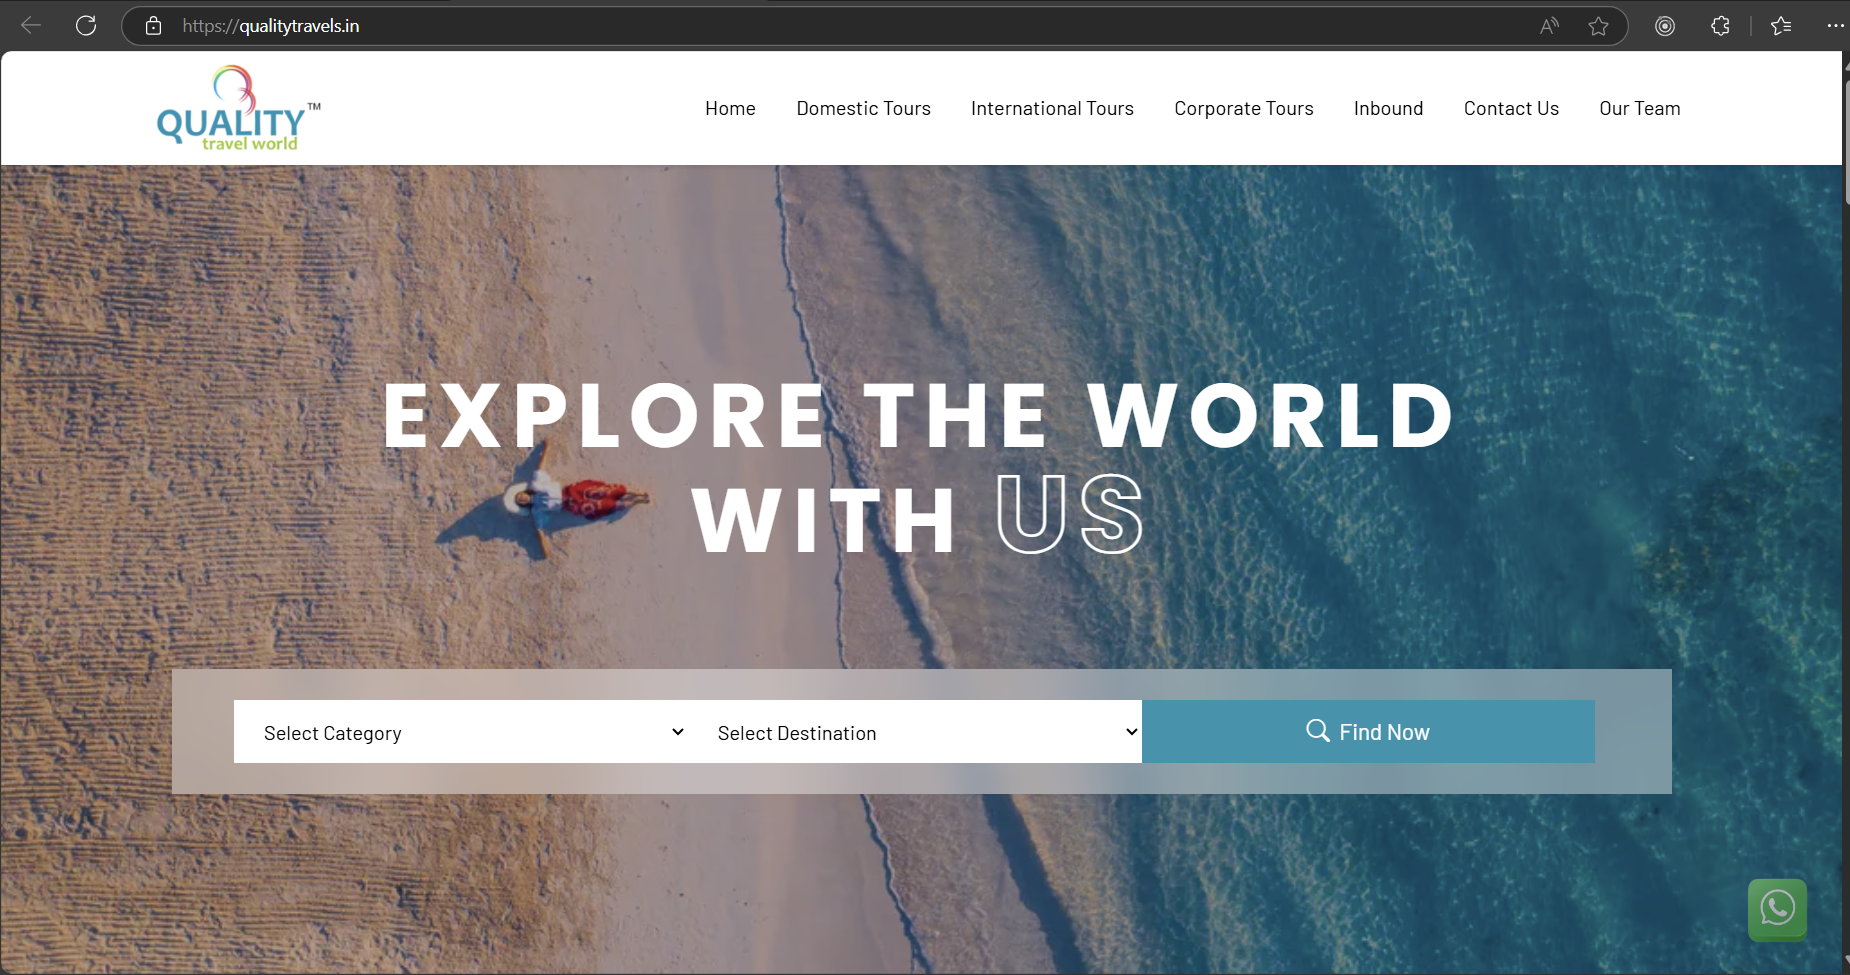 https://qualitytravels.in
QUALITY™
travel world
Home Domestic Tours International Tours Corporate Tours Inbound Contact Us Our Team
EXPLORE THE WORLD
WITH US
Select Category Select Destination Find Now